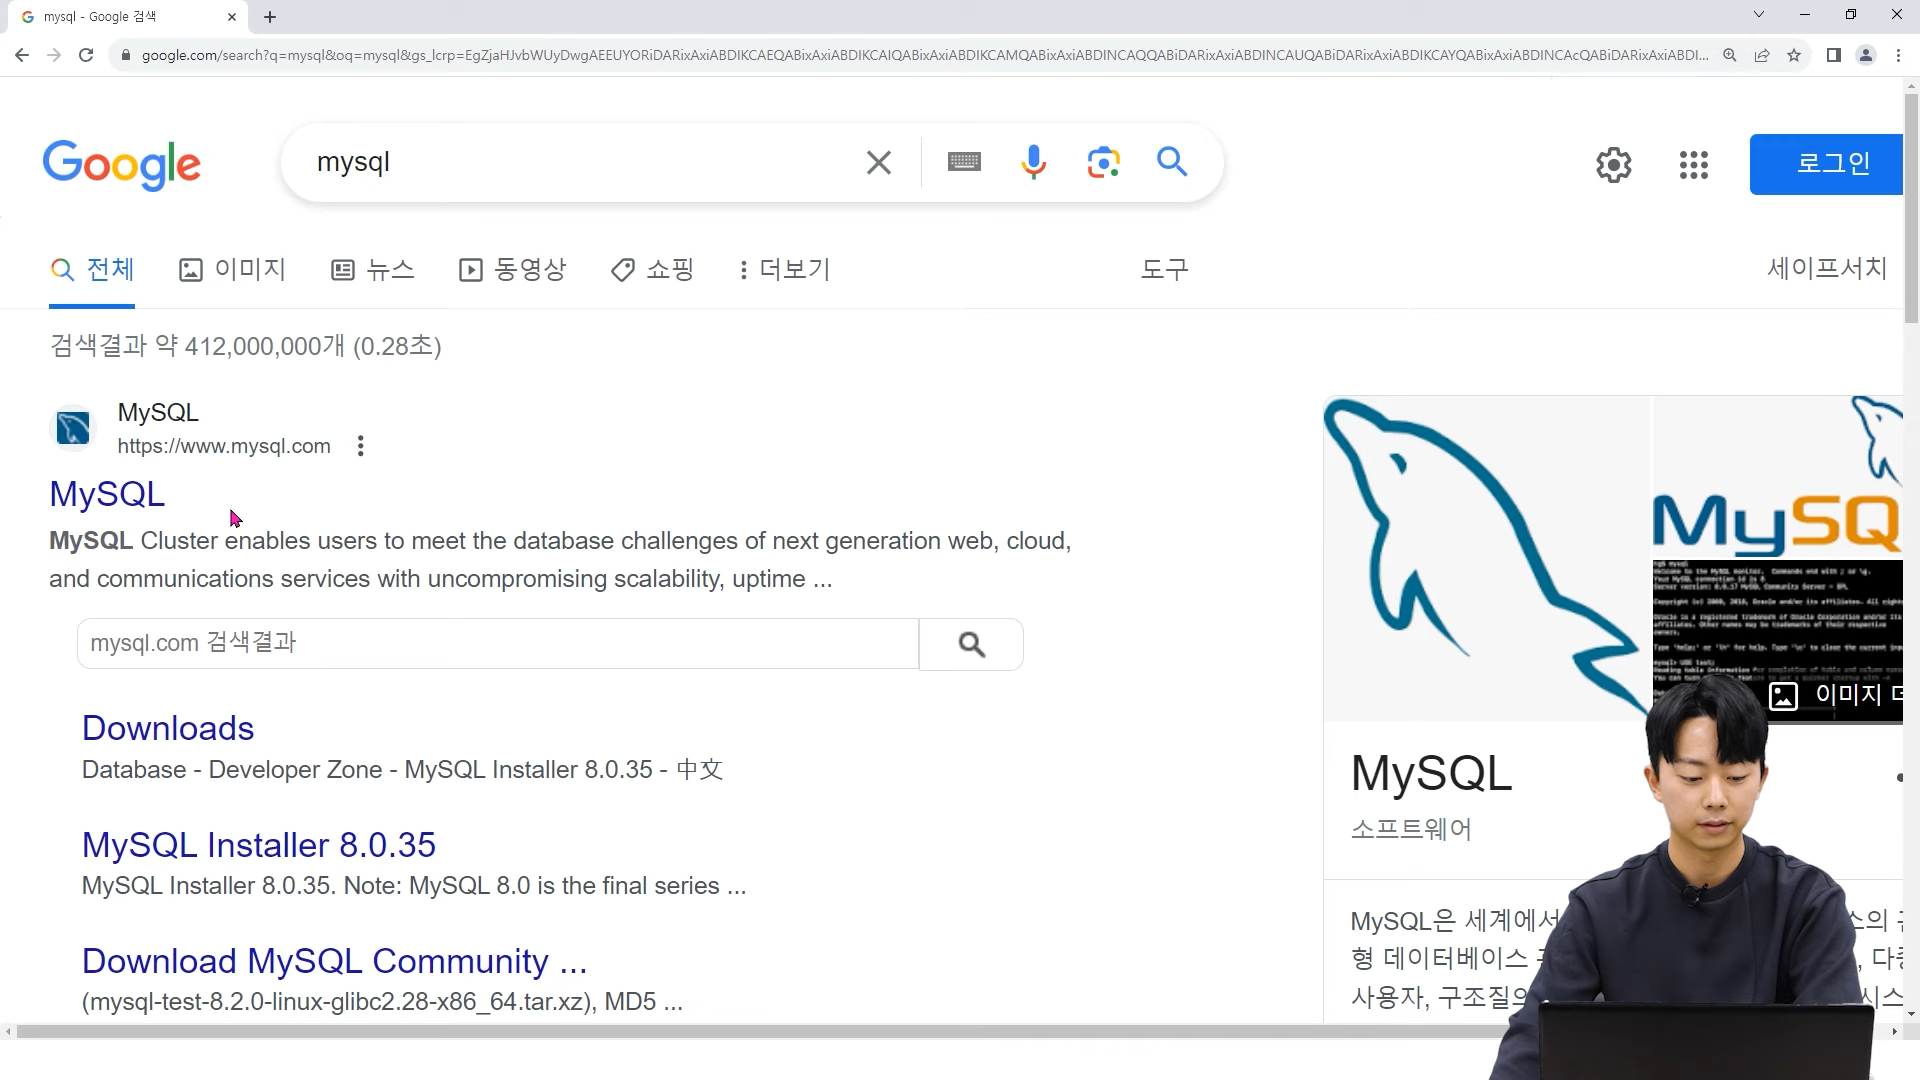 mysql - Google 검색
google.com/search?q=mysql&oq=mysql&gs_lcrp=EgZjaHJvbWUyDwgAEEUYORiDARixAxiABDIKCAEQABixAxiABDIKCAIQABixAxiABDIKCAMQABixAxiABDINCAQQABiDARixAxiABDINCAUQABiDARixAxiABDIKCAYQABixAxiABDINCAcQABiDARixAxiABDI...
Google
mysql
로그인
전체
이미지
뉴스
동영상
쇼핑
더보기
도구
세이프서치
검색결과 약 412,000,000개 (0.28초)
MySQL
https://www.mysql.com
MySQL
MySQL Cluster enables users to meet the database challenges of next generation web, cloud,
and communications services with uncompromising scalability, uptime ...
mysql.com 검색결과
Downloads
Database - Developer Zone - MySQL Installer 8.0.35 - 中文
MySQL Installer 8.0.35
MySQL Installer 8.0.35. Note: MySQL 8.0 is the final series ...
Download MySQL Community ...
(mysql-test-8.2.0-linux-glibc2.28-x86_64.tar.xz), MD5 ...
MySQ
이미지
MySQL
소프트웨어
MySQL은 세계에서
형 데이터베이스
사용자, 구조질의